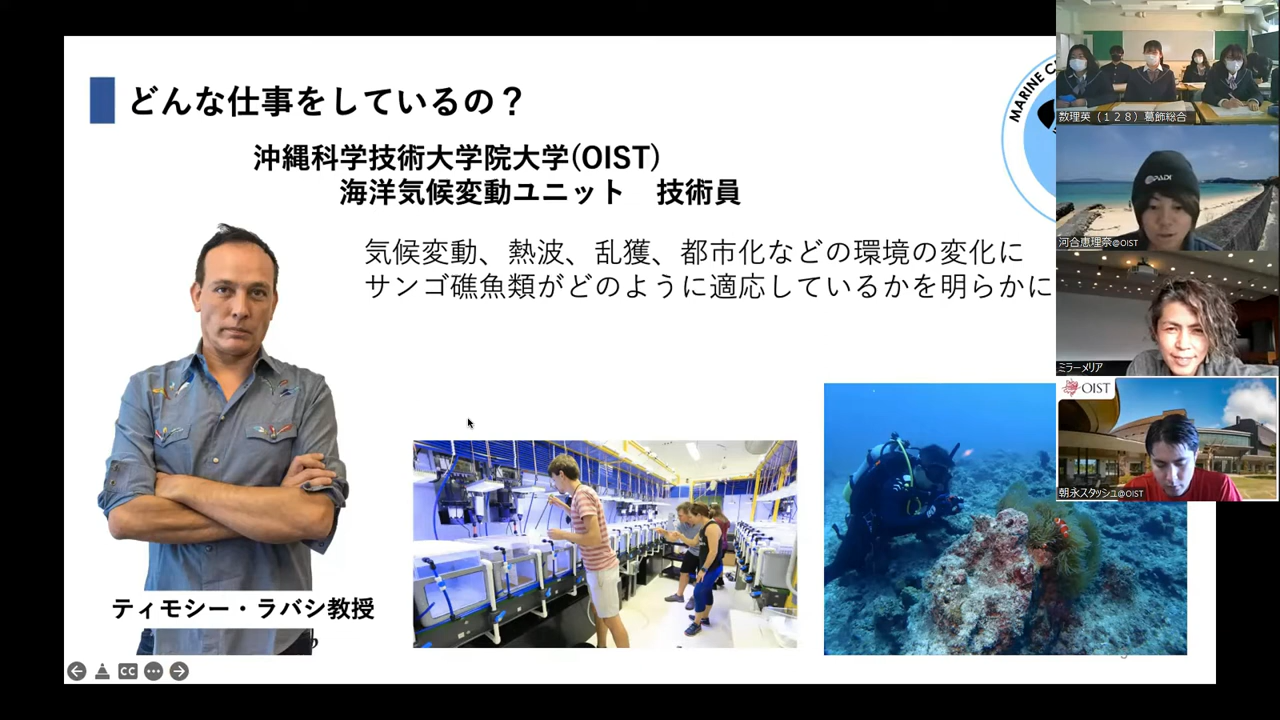 どんな仕事をしているの？
沖縄科学技術大学院大学(OIST)
海洋気候変動ユニット　技術員
気候変動、熱波、乱獲、都市化などの環境の変化に
サンゴ礁魚類がどのように適応しているかを明らかに
ティモシー・ラバシ教授
MARINE C
数理英（１２８）葛飾総合
PADI
河合恵理奈@OIST
ミラーメリア
OIST
朝永スタッシュ@OIST
CC